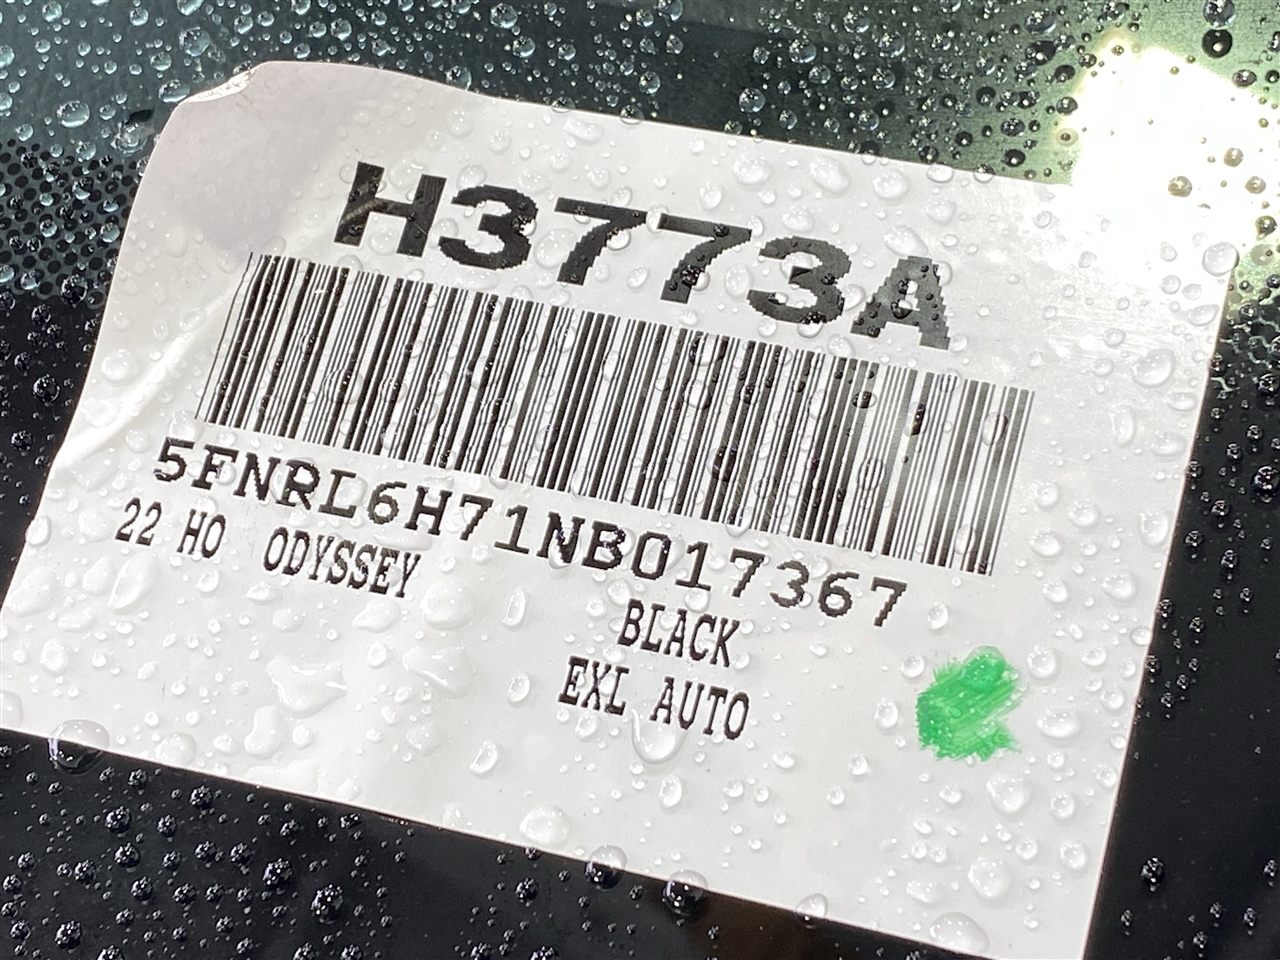 H3773A
5FNRL6H71NB017367
22 HO ODYSSEY
BLACK
EXL AUTO